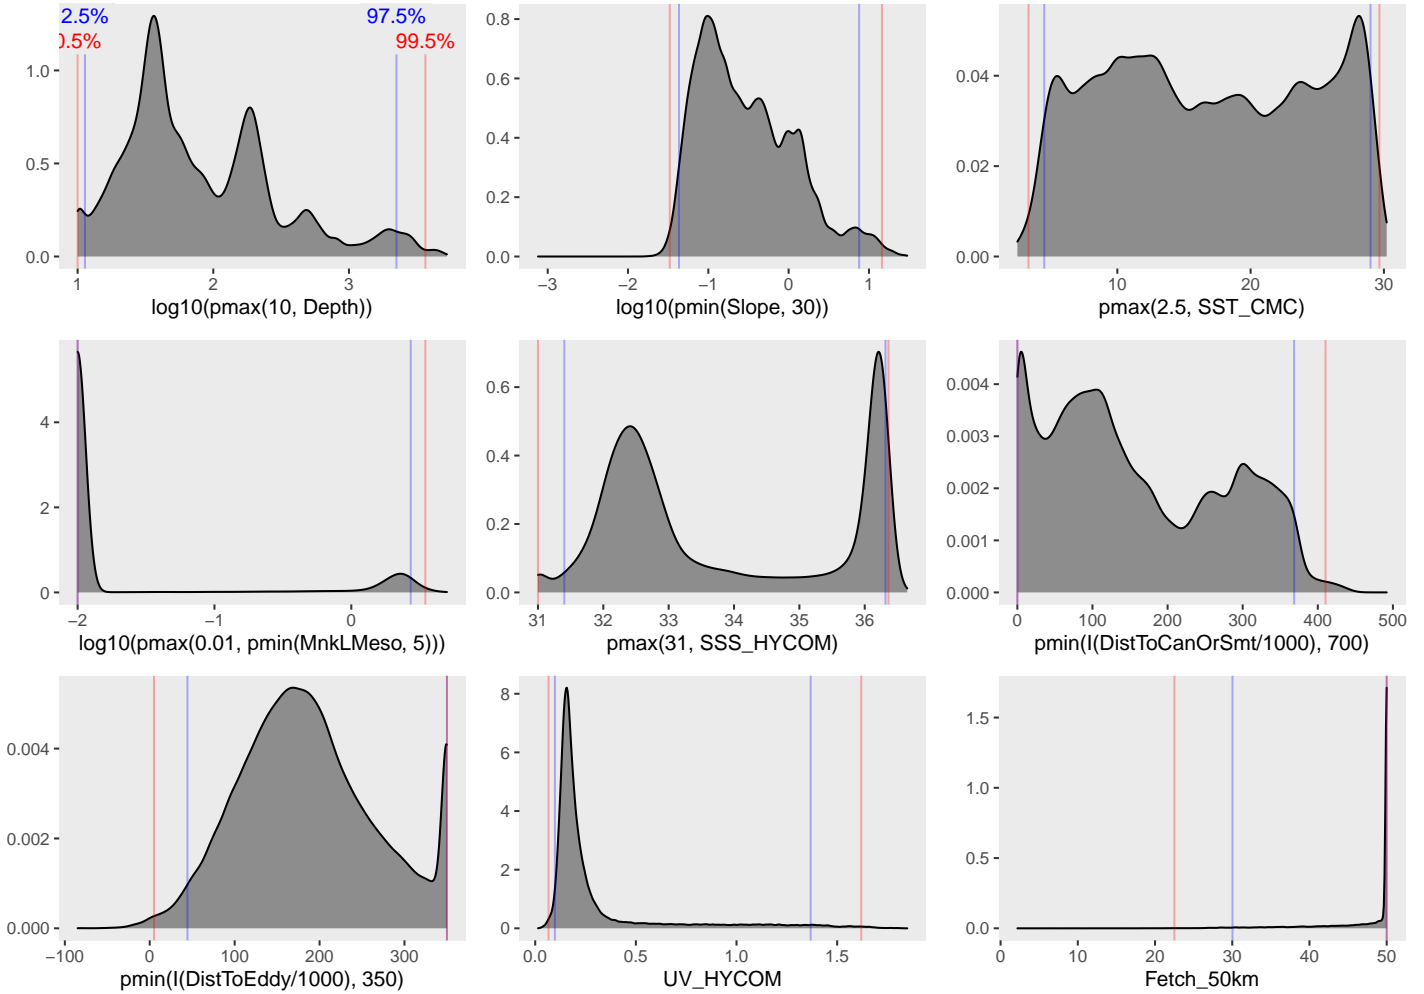 2.5% 97.5%
0.5% 99.5%
1.0
0.5
0.0
1 2 3
log10(pmax(10, Depth))
0.8
0.6
0.4
0.2
0.0
−3 −2 −1 0 1
log10(pmin(Slope, 30))
0.04
0.02
0.00
10 20 30
pmax(2.5, SST_CMC)
4
2
0
−2 −1 0
log10(pmax(0.01, pmin(MnkLMeso, 5)))
0.6
0.4
0.2
0.0
31 32 33 34 35 36
pmax(31, SSS_HYCOM)
0.004
0.003
0.002
0.001
0.000
0 100 200 300 400 500
pmin(I(DistToCanOrSmt/1000), 700)
0.004
0.002
0.000
−100 0 100 200 300
pmin(I(DistToEddy/1000), 350)
8
6
4
2
0
0.0 0.5 1.0 1.5
UV_HYCOM
1.5
1.0
0.5
0.0
0 10 20 30 40 50
Fetch_50km